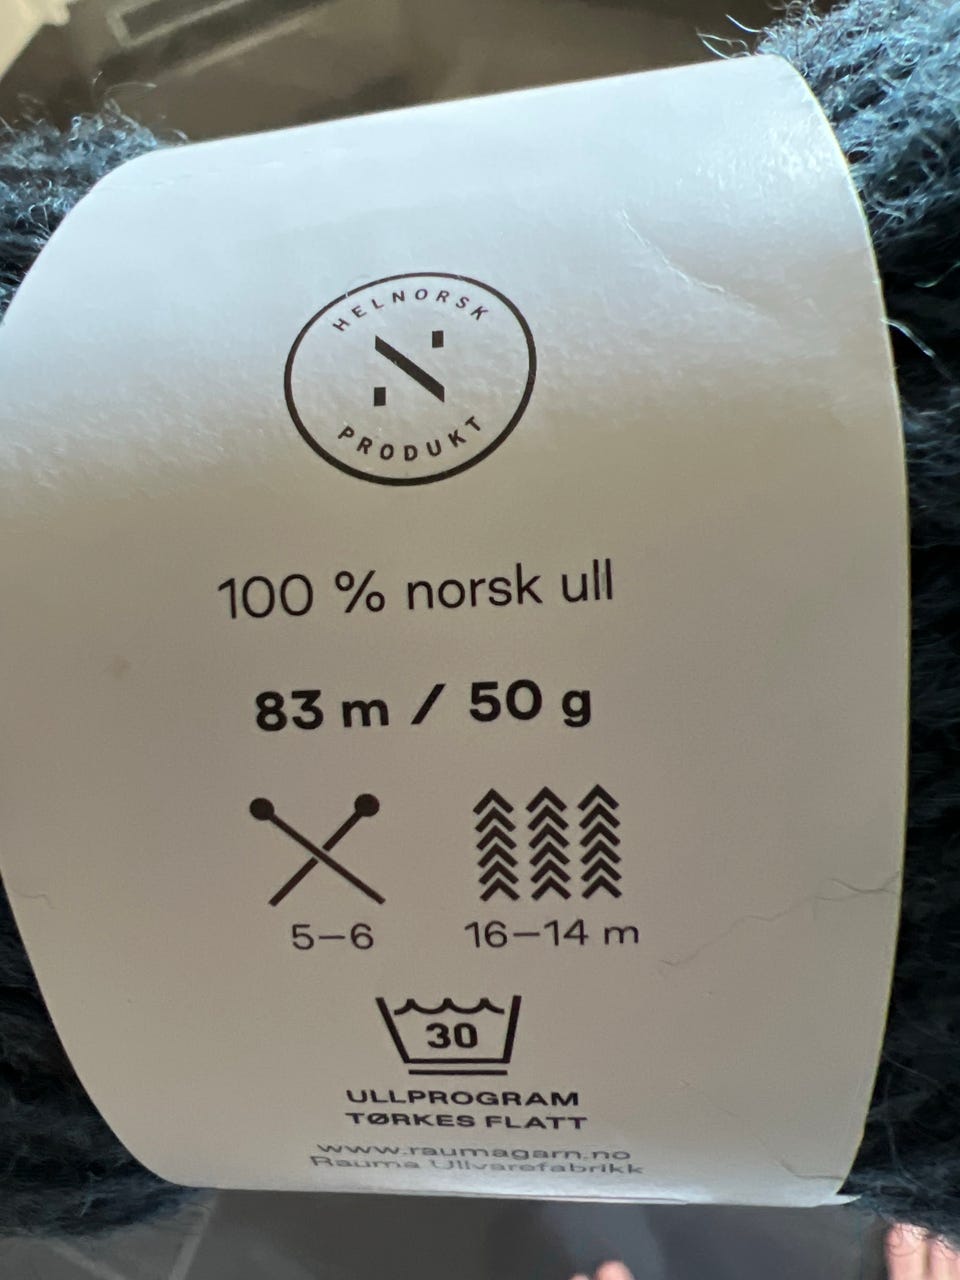 HELNORSK
PRODUKT
100 % norsk ull
83 m / 50 g
5–6 16–14 m
30
ULLPROGRAM
TØRKES FLATT
www.raumagarn.no
Rauma Ullvarefabrikk